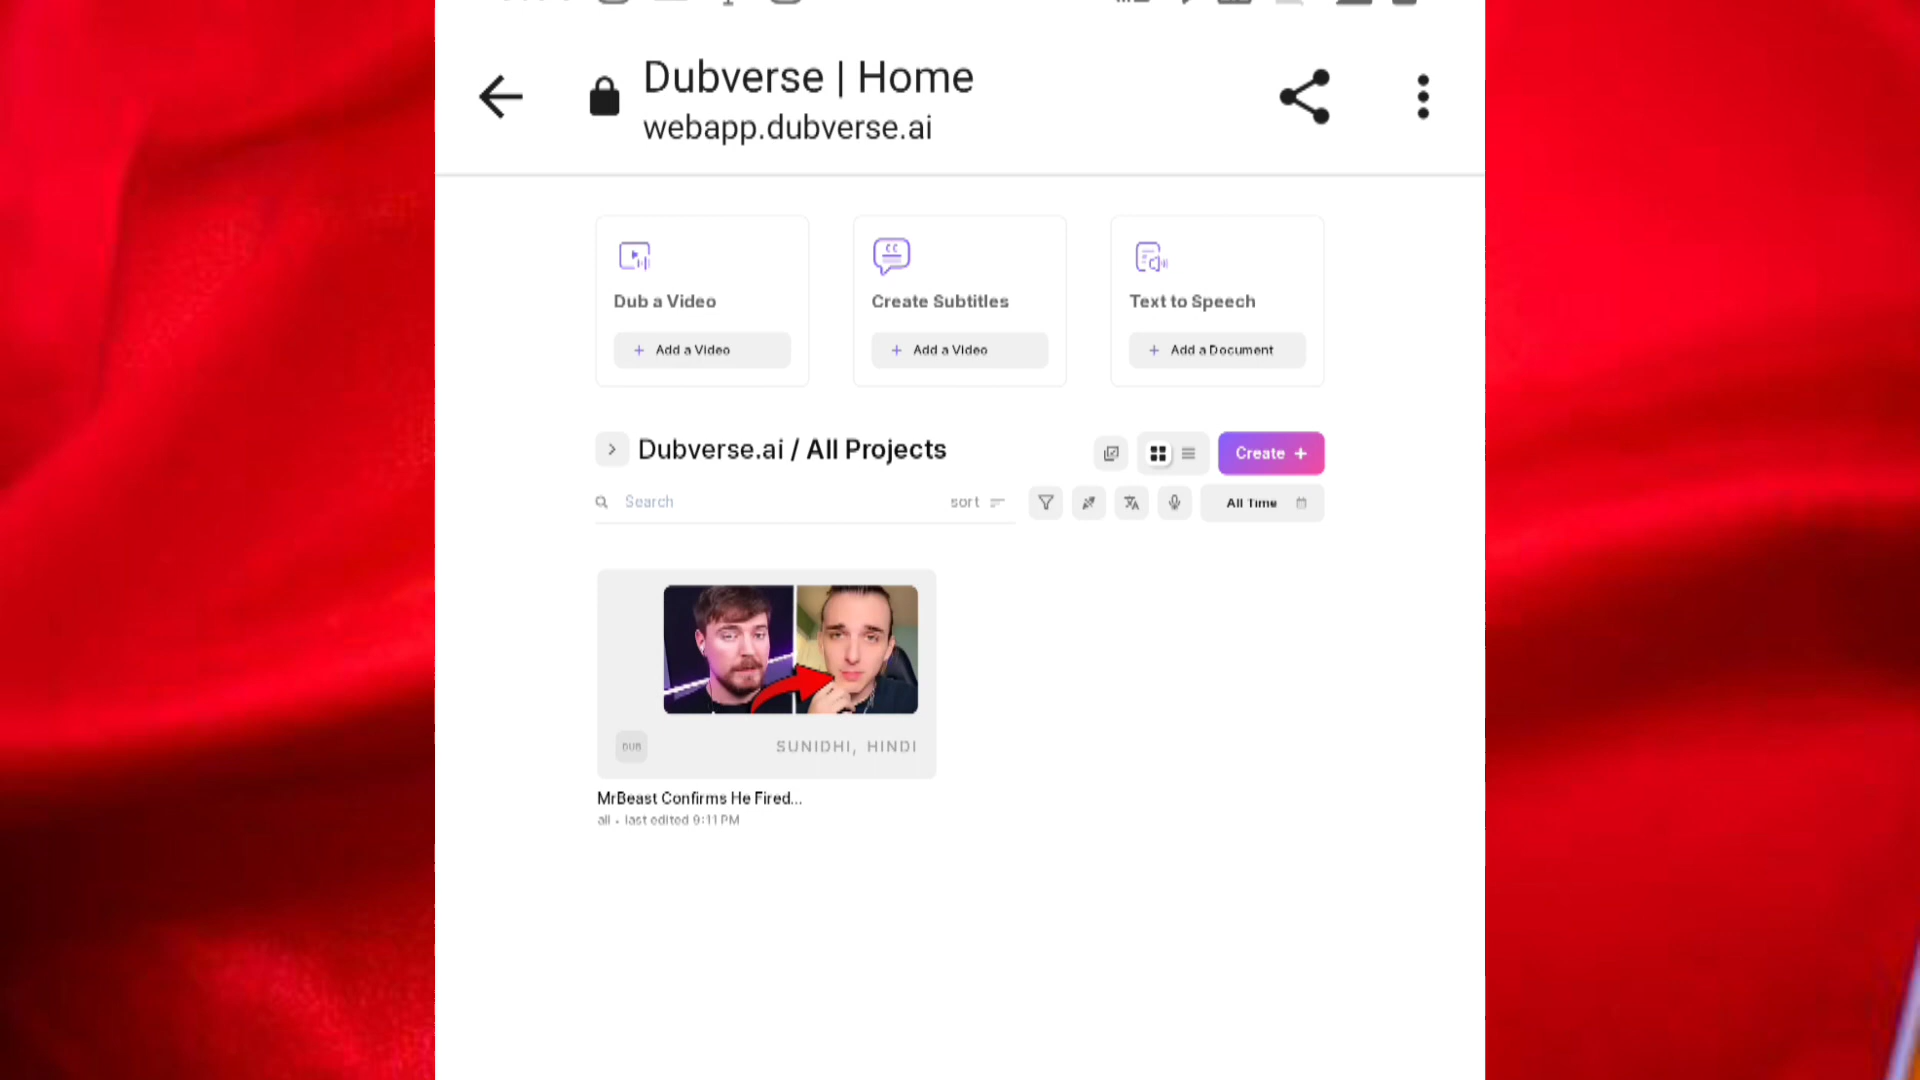 Dubverse | Home
webapp.dubverse.ai
Dub a Video
Create Subtitles
Text to Speech
+ Add a Video
+ Add a Video
+ Add a Document
Dubverse.ai / All Projects
Create +
Search
sort
All Time
DUB
SUNIDHI, HINDI
MrBeast Confirms He Fired...
all • last edited 9:11 PM